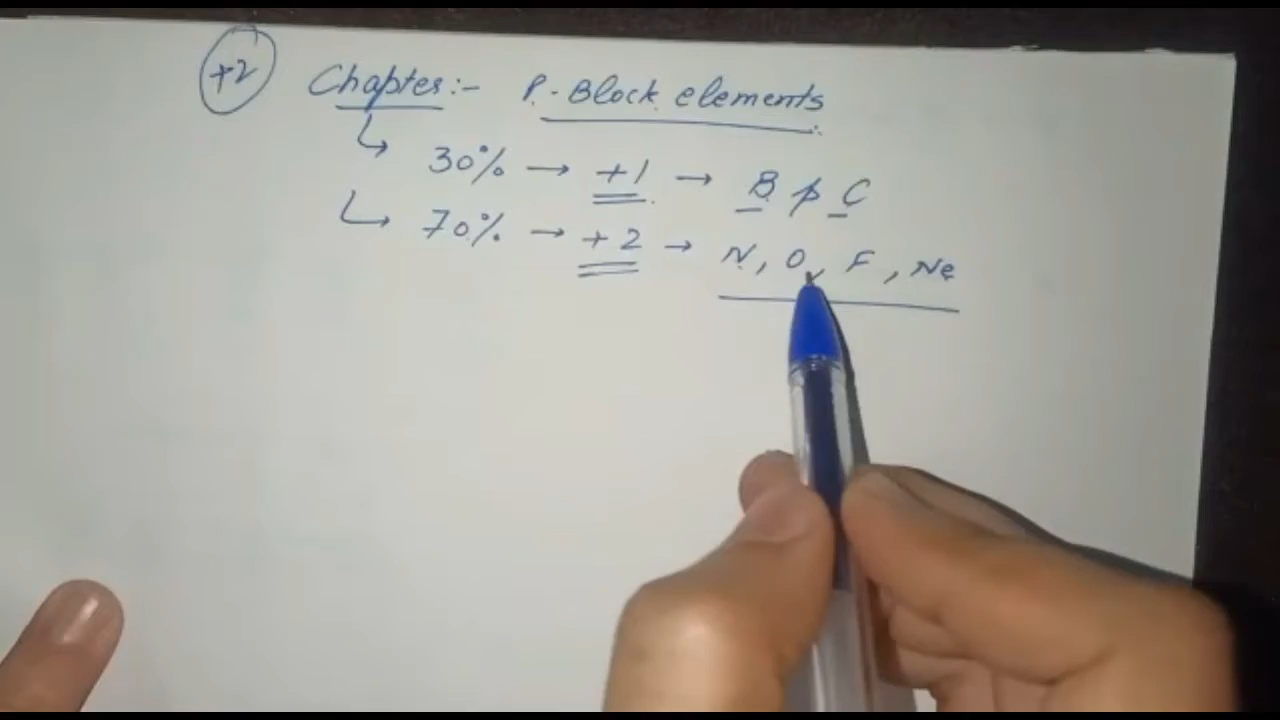 +2 Chapter:- P-Block elements
↳ 30% → +1 → B p C
↳ 70% → +2 → N, O, F, Ne